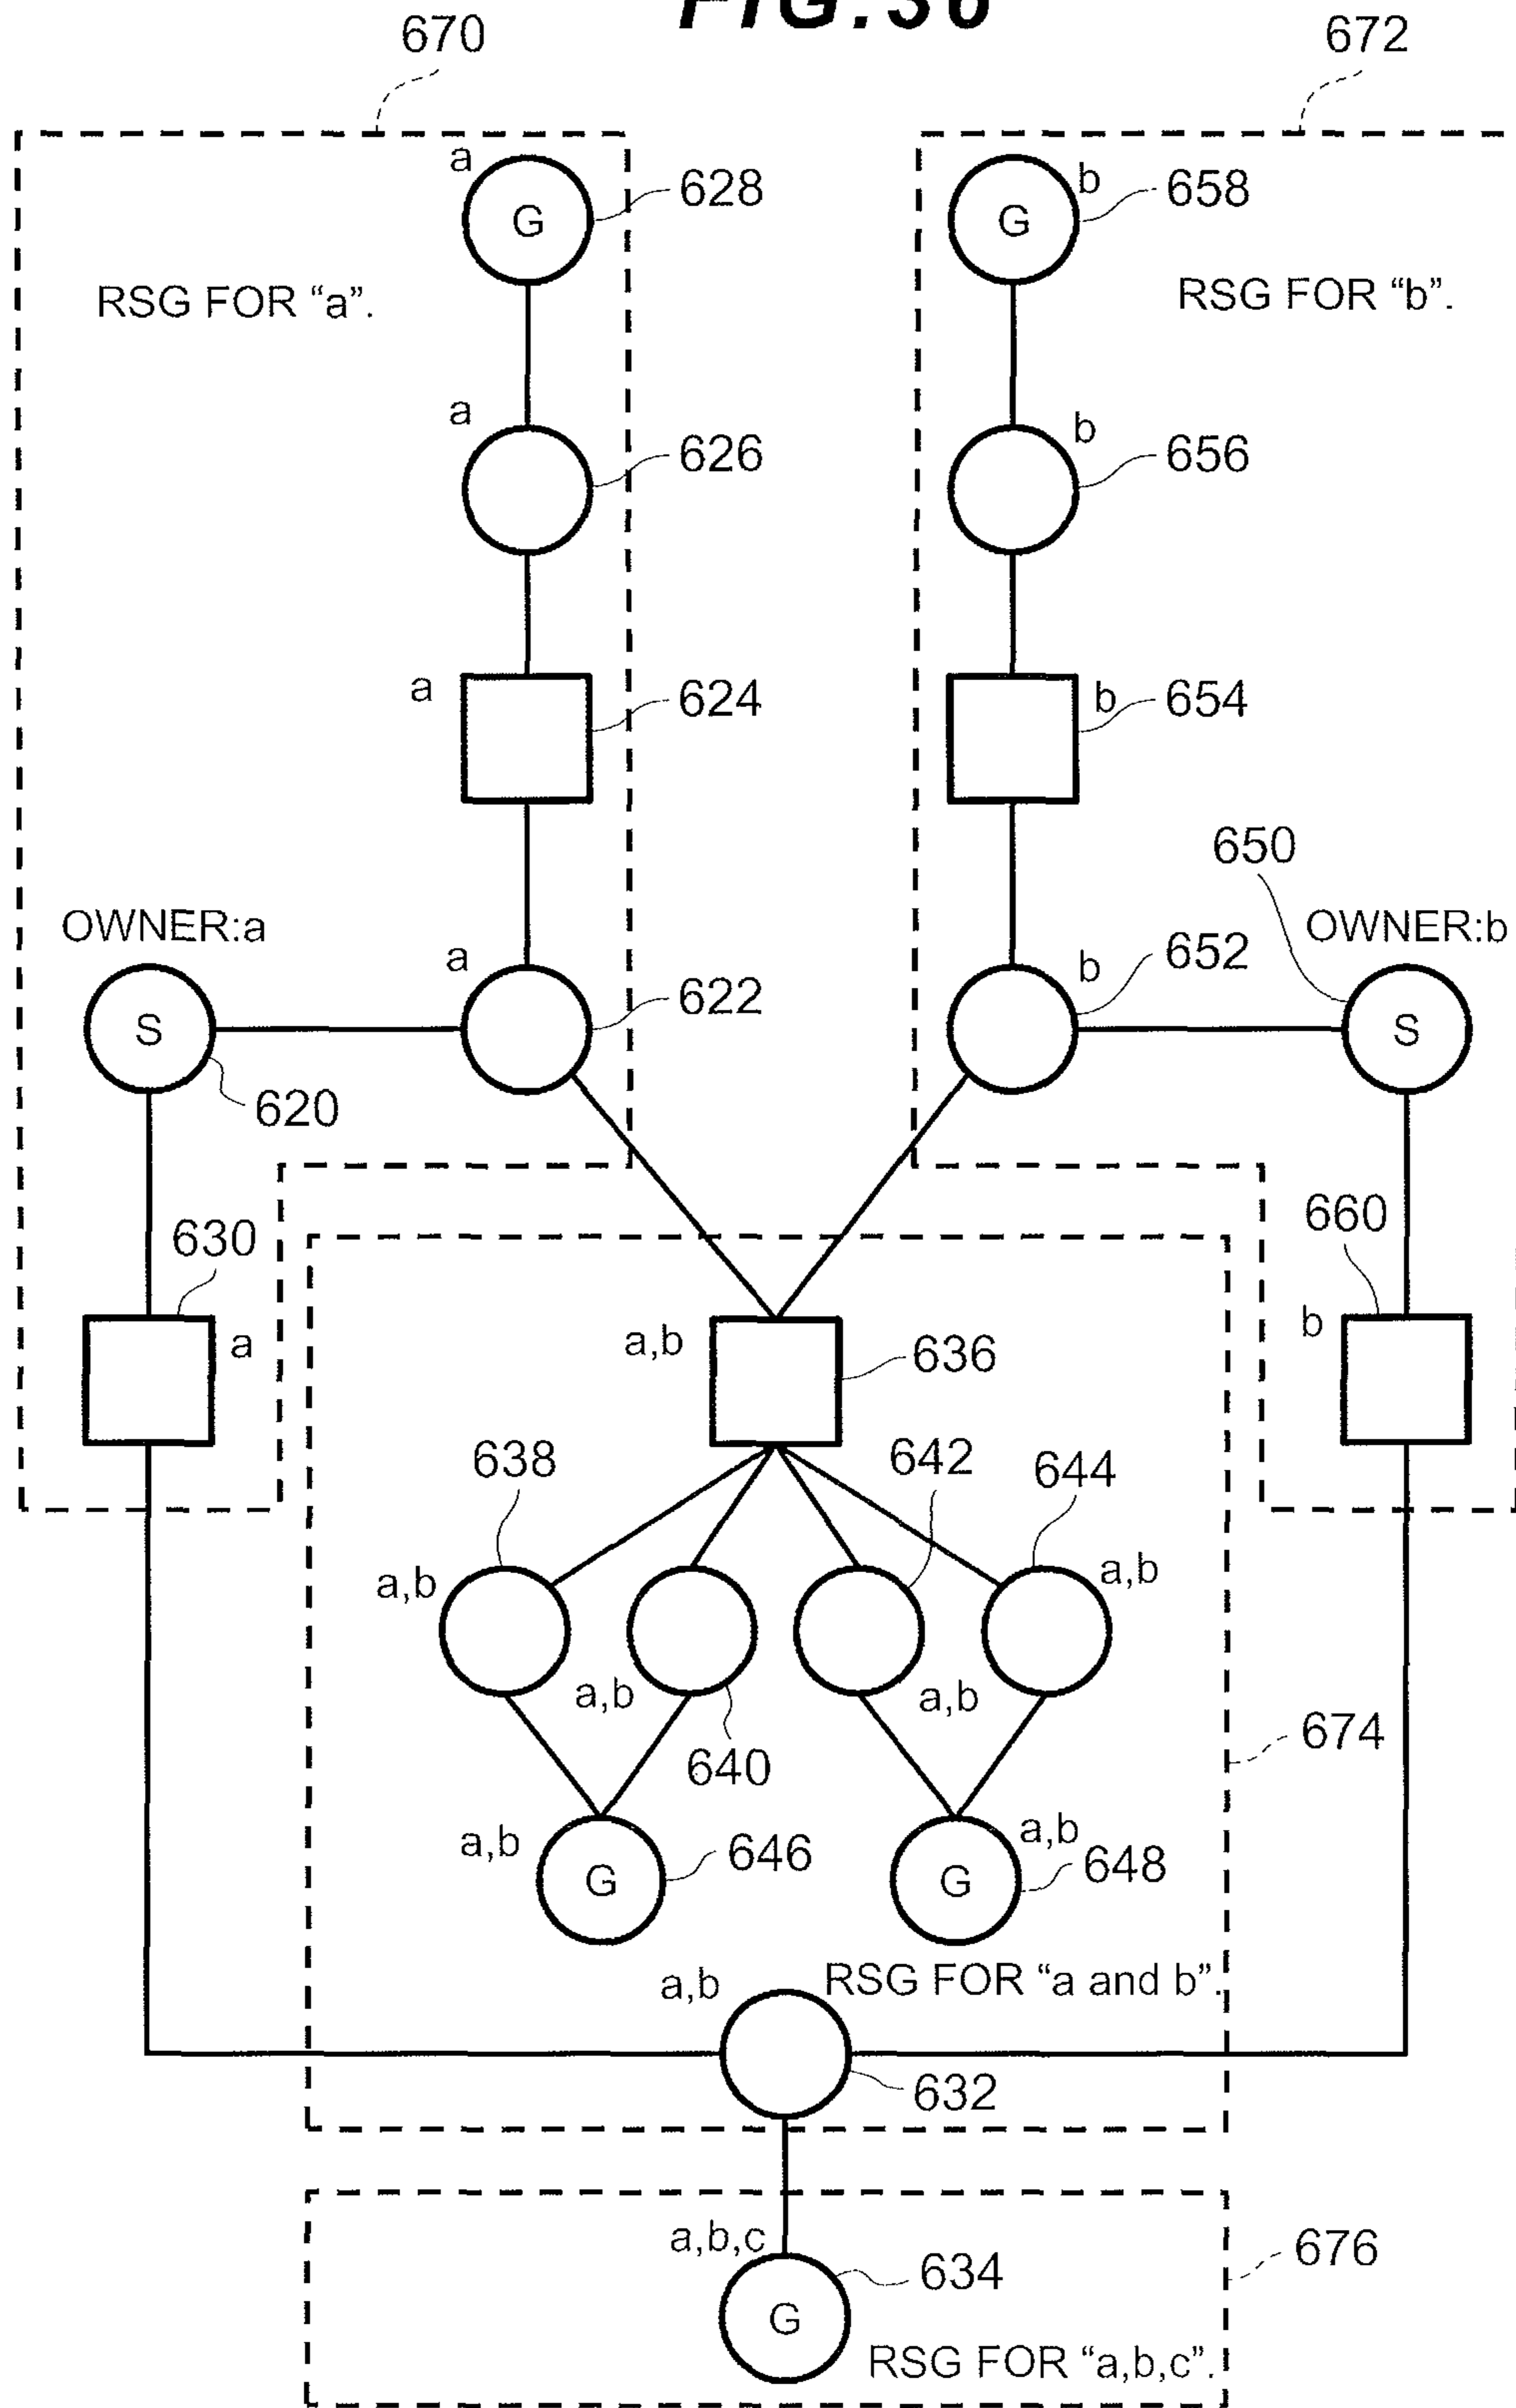 FIG.36
670
672
a
G
628
G
b
658
RSG FOR “a”.
RSG FOR “b”.
a
626
b
656
a
624
b
654
650
OWNER:a
OWNER:b
a
622
b
652
S
620
S
630
a
660
b
a,b
636
638
642
644
a,b
a,b
a,b
a,b
640
674
a,b
G
646
a,b
G
648
RSG FOR “a and b”.
a,b
632
a,b,c
634
676
G
RSG FOR “a,b,c”.